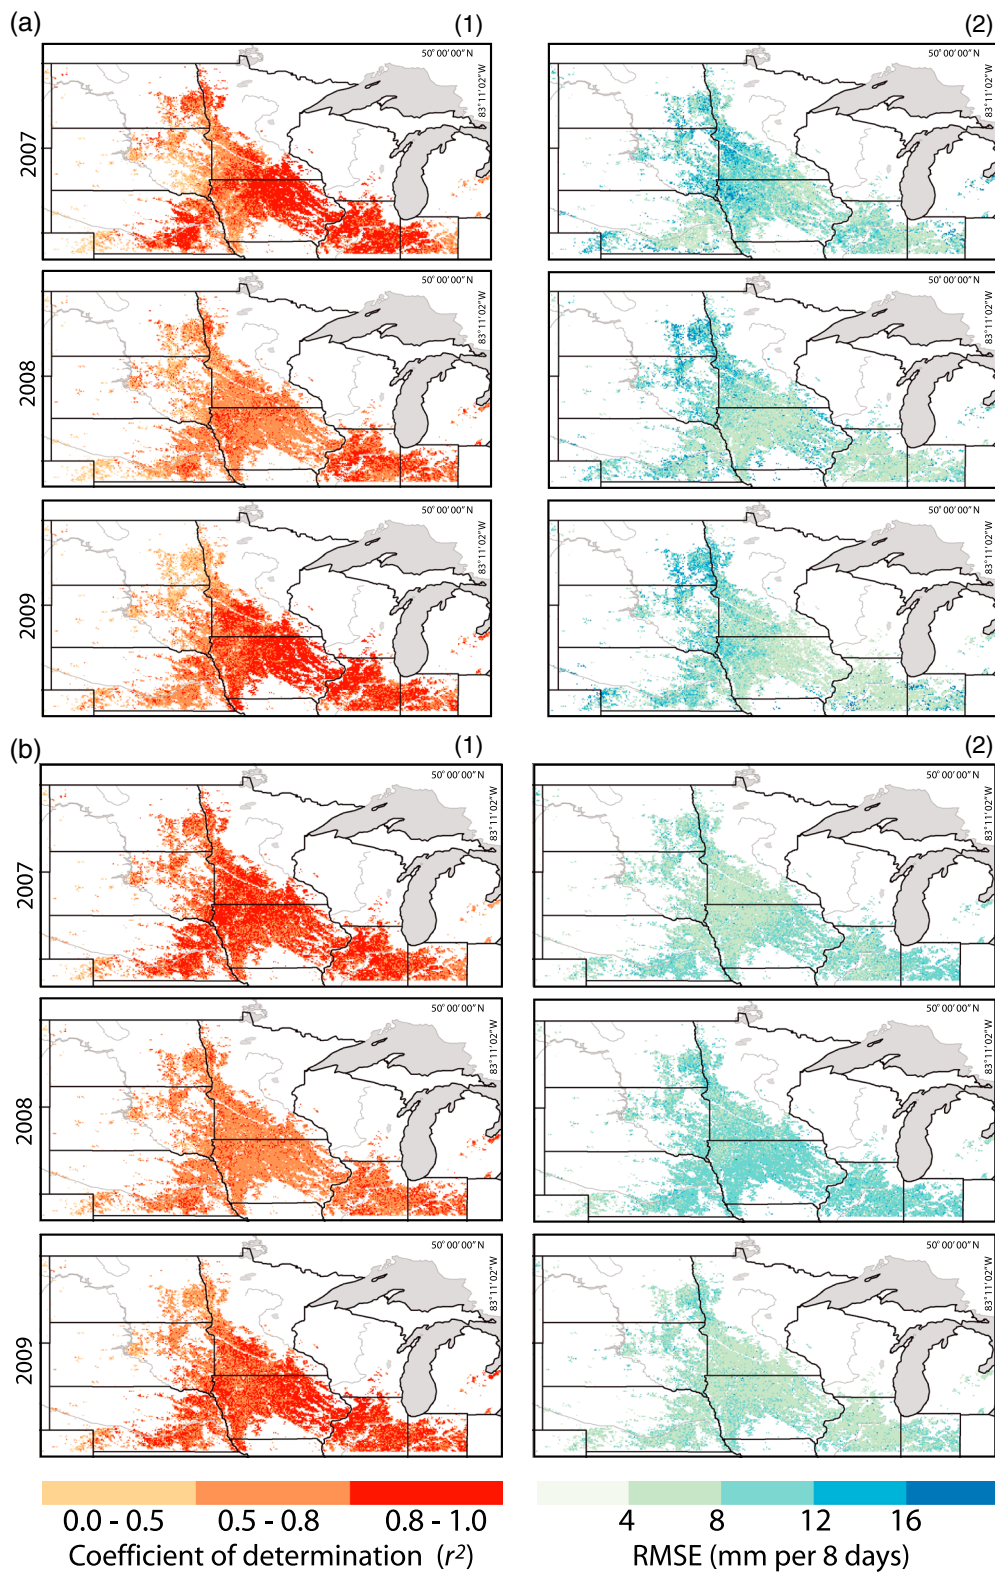 (a) (1) (2)
50° 00′ 00″ N 50° 00′ 00″ N
83° 11′ 02″ W 83° 11′ 02″ W
2007
50° 00′ 00″ N 50° 00′ 00″ N
83° 11′ 02″ W 83° 11′ 02″ W
2008
50° 00′ 00″ N 50° 00′ 00″ N
83° 11′ 02″ W 83° 11′ 02″ W
2009
(b) (1) (2)
50° 00′ 00″ N 50° 00′ 00″ N
83° 11′ 02″ W 83° 11′ 02″ W
2007
50° 00′ 00″ N 50° 00′ 00″ N
83° 11′ 02″ W 83° 11′ 02″ W
2008
50° 00′ 00″ N 50° 00′ 00″ N
83° 11′ 02″ W 83° 11′ 02″ W
2009
0.0 - 0.5 0.5 - 0.8 0.8 - 1.0
Coefficient of determination (r²)
4 8 12 16
RMSE (mm per 8 days)